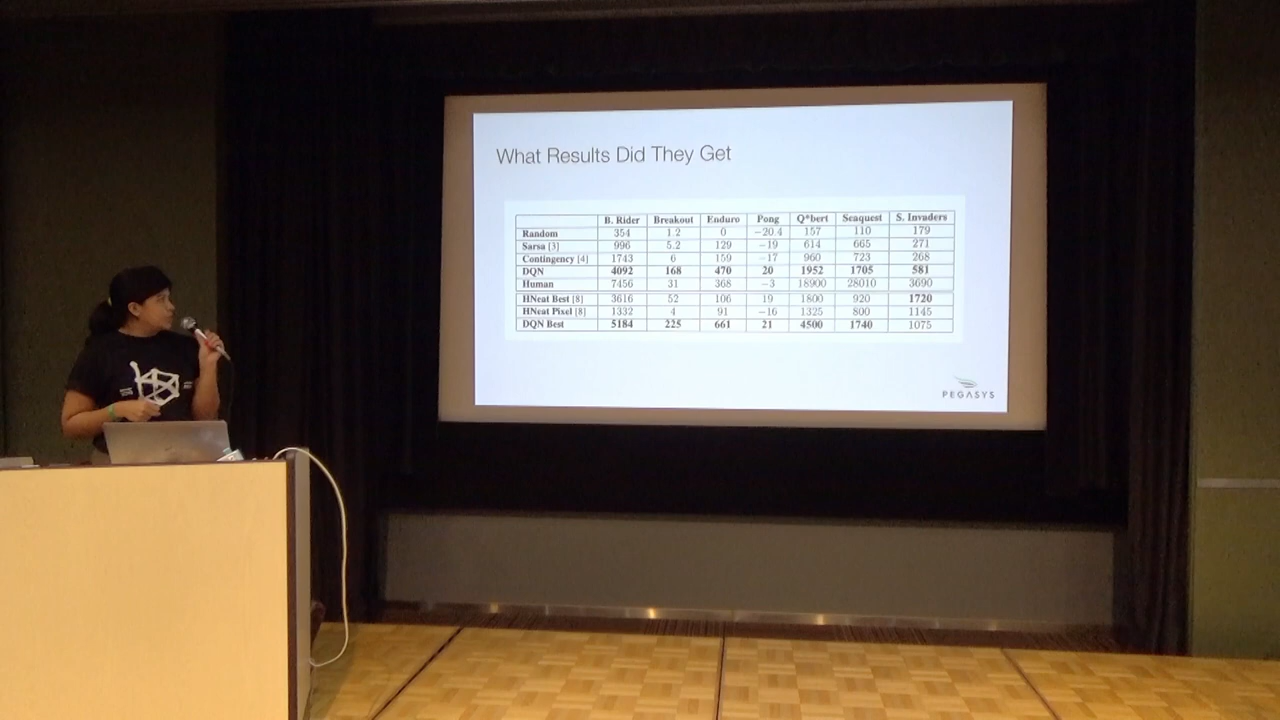 What Results Did They Get
B. Rider Breakout Enduro Pong Q*bert Seaquest S. Invaders
Random 354 1.2 0 −20.4 157 110 179
Sarsa [3] 996 5.2 129 −19 614 665 271
Contingency [4] 1743 6 159 −17 960 723 268
DQN 4092 168 470 20 1952 1705 581
Human 7456 31 368 −3 18900 28010 3690
HNeat Best [8] 3616 52 106 19 1800 920 1720
HNeat Pixel [8] 1332 4 91 −16 1325 800 1145
DQN Best 5184 225 661 21 4500 1740 1075
PEGASYS